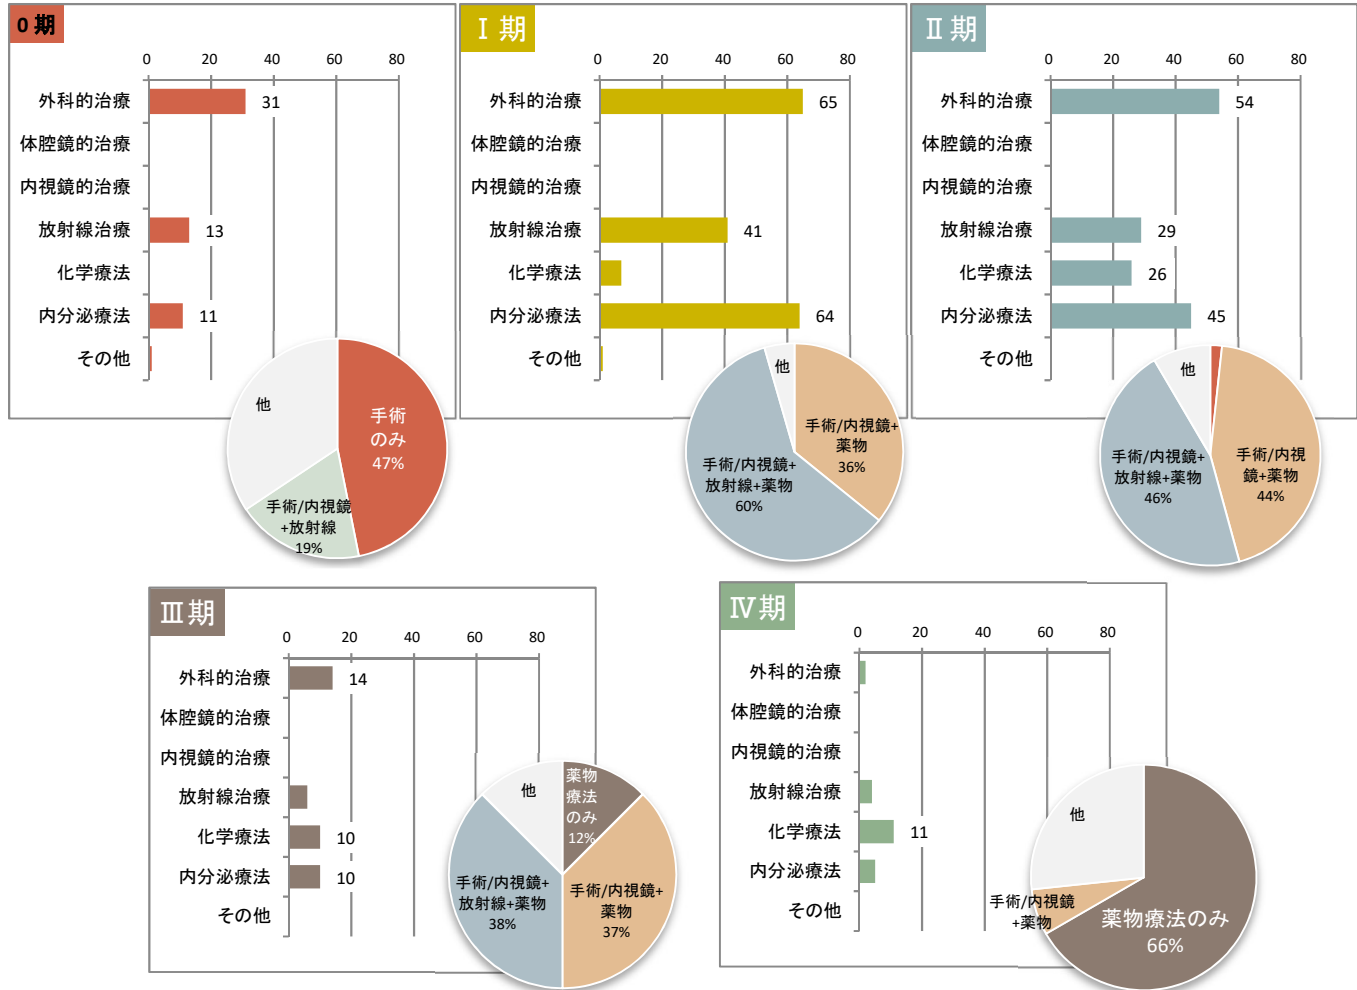 0期
0 20 40 60 80
外科的治療 31
体腔鏡的治療
内視鏡的治療
放射線治療 13
化学療法
内分泌療法 11
その他
手術
のみ
47%
手術/内視鏡
+放射線
19%
他
Ⅰ期
0 20 40 60 80
外科的治療 65
体腔鏡的治療
内視鏡的治療
放射線治療 41
化学療法
内分泌療法 64
その他
他
手術/内視鏡+
薬物
36%
手術/内視鏡+
放射線+薬物
60%
Ⅱ期
0 20 40 60 80
外科的治療 54
体腔鏡的治療
内視鏡的治療
放射線治療 29
化学療法 26
内分泌療法 45
その他
他
手術/内視
鏡+薬物
44%
手術/内視鏡+
放射線+薬物
46%
Ⅲ期
0 20 40 60 80
外科的治療 14
体腔鏡的治療
内視鏡的治療
放射線治療
化学療法 10
内分泌療法 10
その他
他
薬物
療法
のみ
12%
手術/内視鏡+
薬物
37%
手術/内視鏡+
放射線+薬物
38%
Ⅳ期
0 20 40 60 80
外科的治療
体腔鏡的治療
内視鏡的治療
放射線治療
化学療法 11
内分泌療法
その他
他
手術/内視鏡
+薬物
薬物療法のみ
66%